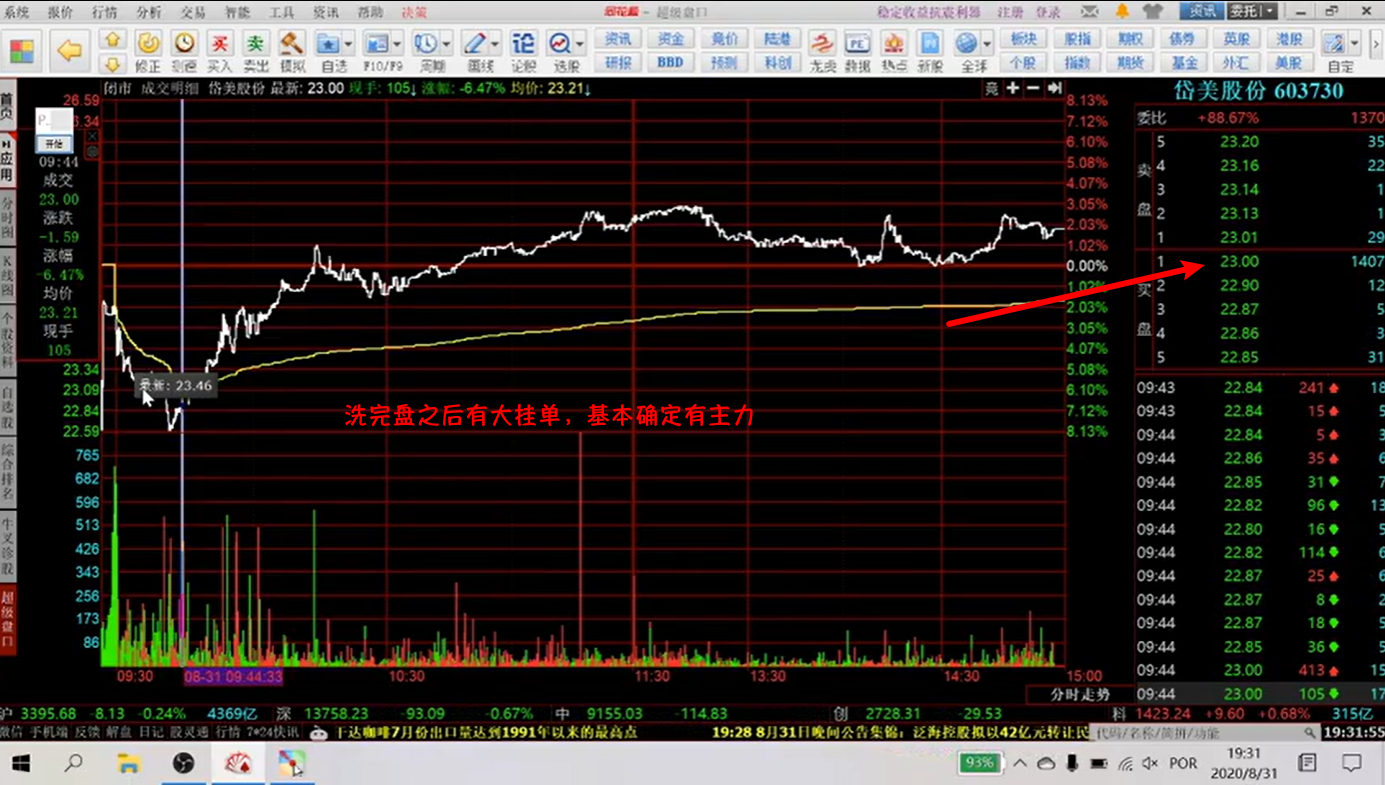 系统 报价 行情 分析 交易 智能 工具 资讯 帮助 决策 同花顺 - 超级盘口 稳定收益抗震利器 注册 登录 资讯 委托
修正 测速 买入 卖出 模拟 自选 F10/F9 周期 画线 论股 选股 资讯 资金 竞价 陆港 龙虎 数据 热点 新股 全球 板块 股指 期权 债券 英股 港股 自定
研报 BBD 预测 科创 个股 指数 期货 基金 外汇 美股
首页
应用
分时图
K线图
个股资料
自选股
综合排名
牛叉诊股
超级盘口
闭市 成交明细 岱美股份 最新: 23.00 现手: 105↓ 涨幅: -6.47% 均价: 23.21↓ 竞
开始
09:44
成交
23.00
涨跌
-1.59
涨幅
-6.47%
均价
23.21
现手
105
26.59
23.34
23.09
22.84
22.59
765
682
596
513
426
343
256
173
86
最新: 23.46
洗完盘之后有大挂单，基本确定有主力
8.13%
7.12%
6.10%
5.08%
4.07%
3.05%
2.03%
1.02%
0.00%
1.02%
2.03%
3.05%
4.07%
5.08%
6.10%
7.12%
8.13%
09:30 08-31 09:44:33 10:30 11:30 13:30 14:30 15:00
分时走势
岱美股份 603730
委比 +88.67% 1370
卖盘
5 23.20 35
4 23.16 22
3 23.14 1
2 23.13 1
1 23.01 29
买盘
1 23.00 1407
2 22.90 12
3 22.87 5
4 22.86 3
5 22.85 31
09:43 22.84 241 18
09:43 22.84 15 5
09:44 22.84 5 3
09:44 22.86 35 6
09:44 22.85 31 7
09:44 22.82 96 13
09:44 22.80 16
09:44 22.82 114
09:44 22.87 25 6
09:44 22.87 8 2
09:44 22.87 18 5
09:44 22.85 36 5
09:44 23.00 413 15
09:44 23.00 105 17
沪 3395.68 -8.13 -0.24% 4369亿 深 13758.23 -93.09 -0.67% 中 9155.03 -114.83 创 2728.31 -29.53 科 1423.24 +9.60 +0.68% 315亿
微信 手机端 反馈 解盘 日记 股灵通 行情 7*24快讯 干达咖啡7月份出口量达到1991年以来的最高点 19:28 8月31日晚间公告集锦：泛海控股拟以42亿元转让民 代码/名称/简拼/功能 19:31:55
93% POR 19:31
2020/8/31